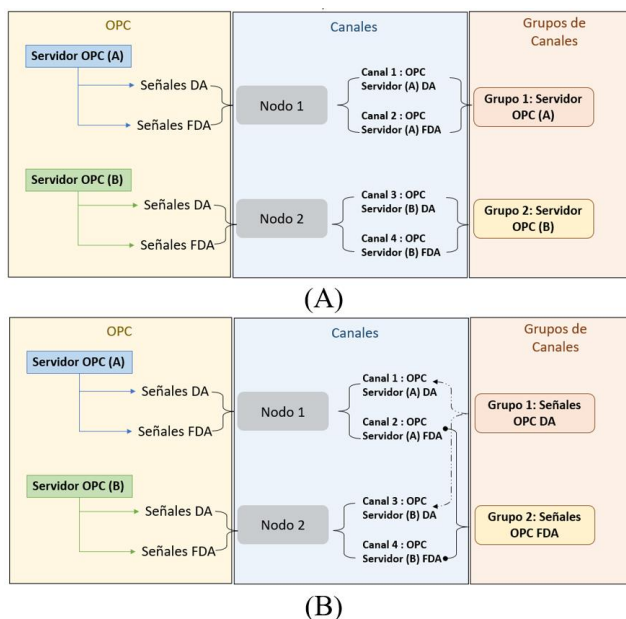 OPC
Canales
Grupos de
Canales
Servidor OPC (A)
Señales DA
Señales FDA
Nodo 1
Canal 1 : OPC
Servidor (A) DA
Canal 2 : OPC
Servidor (A) FDA
Grupo 1: Servidor
OPC (A)
Servidor OPC (B)
Señales DA
Señales FDA
Nodo 2
Canal 3 : OPC
Servidor (B) DA
Canal 4 : OPC
Servidor (B) FDA
Grupo 2: Servidor
OPC (B)
(A)
OPC
Canales
Grupos de
Canales
Servidor OPC (A)
Señales DA
Señales FDA
Nodo 1
Canal 1 : OPC
Servidor (A) DA
Canal 2 : OPC
Servidor (A) FDA
Grupo 1: Señales
OPC DA
Servidor OPC (B)
Señales DA
Señales FDA
Nodo 2
Canal 3 : OPC
Servidor (B) DA
Canal 4 : OPC
Servidor (B) FDA
Grupo 2: Señales
OPC FDA
(B)